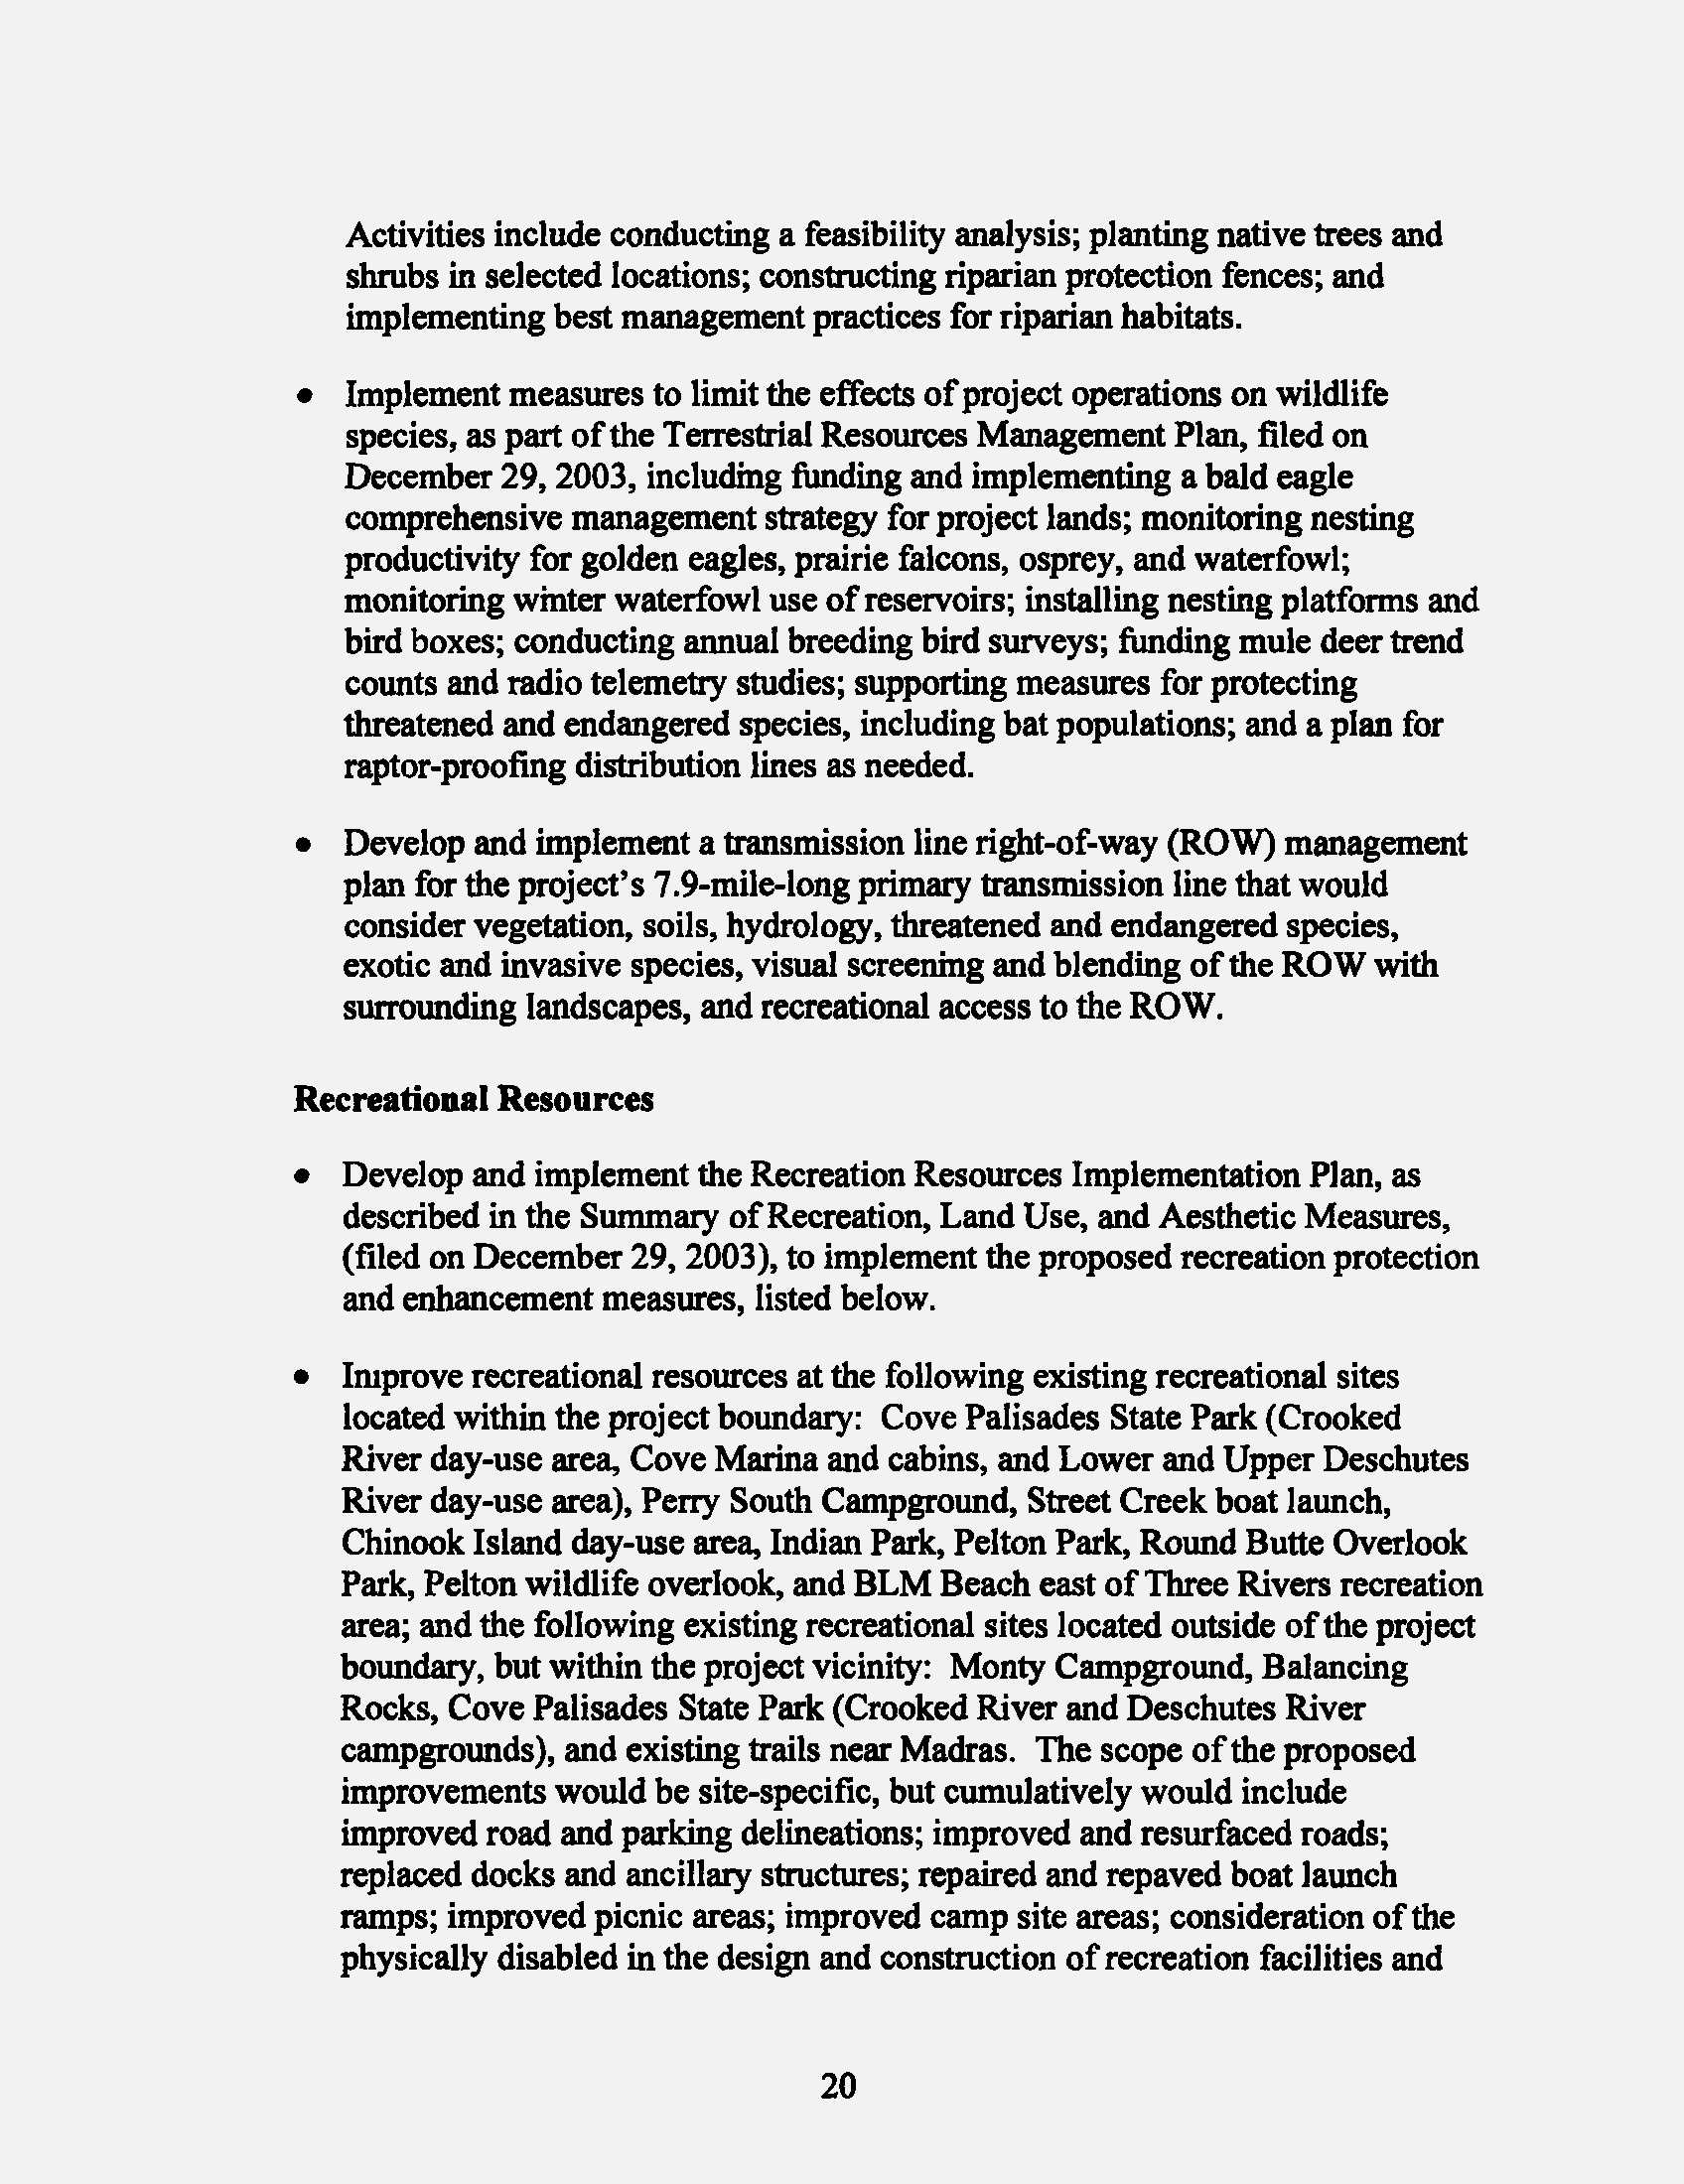 Activities include conducting a feasibility analysis; planting native trees and
shrubs in selected locations; constructing riparian protection fences; and
implementing best management practices for riparian habitats.
• Implement measures to limit the effects of project operations on wildlife
species, as part of the Terrestrial Resources Management Plan, filed on
December 29, 2003, including funding and implementing a bald eagle
comprehensive management strategy for project lands; monitoring nesting
productivity for golden eagles, prairie falcons, osprey, and waterfowl;
monitoring winter waterfowl use of reservoirs; installing nesting platforms and
bird boxes; conducting annual breeding bird surveys; funding mule deer trend
counts and radio telemetry studies; supporting measures for protecting
threatened and endangered species, including bat populations; and a plan for
raptor-proofing distribution lines as needed.
• Develop and implement a transmission line right-of-way (ROW) management
plan for the project’s 7.9-mile-long primary transmission line that would
consider vegetation, soils, hydrology, threatened and endangered species,
exotic and invasive species, visual screening and blending of the ROW with
surrounding landscapes, and recreational access to the ROW.
Recreational Resources
• Develop and implement the Recreation Resources Implementation Plan, as
described in the Summary of Recreation, Land Use, and Aesthetic Measures,
(filed on December 29, 2003), to implement the proposed recreation protection
and enhancement measures, listed below.
• Improve recreational resources at the following existing recreational sites
located within the project boundary: Cove Palisades State Park (Crooked
River day-use area, Cove Marina and cabins, and Lower and Upper Deschutes
River day-use area), Perry South Campground, Street Creek boat launch,
Chinook Island day-use area, Indian Park, Pelton Park, Round Butte Overlook
Park, Pelton wildlife overlook, and BLM Beach east of Three Rivers recreation
area; and the following existing recreational sites located outside of the project
boundary, but within the project vicinity: Monty Campground, Balancing
Rocks, Cove Palisades State Park (Crooked River and Deschutes River
campgrounds), and existing trails near Madras. The scope of the proposed
improvements would be site-specific, but cumulatively would include
improved road and parking delineations; improved and resurfaced roads;
replaced docks and ancillary structures; repaired and repaved boat launch
ramps; improved picnic areas; improved camp site areas; consideration of the
physically disabled in the design and construction of recreation facilities and
20